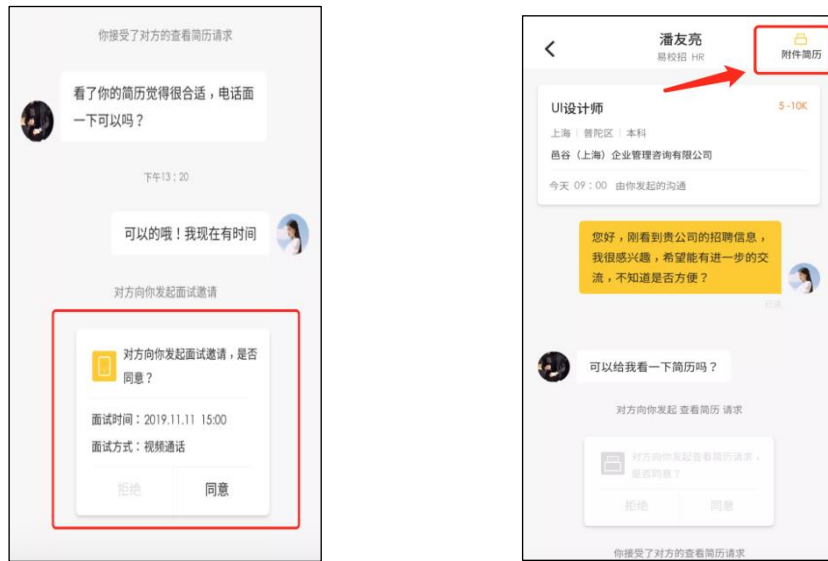 你接受了对方的查看简历请求
看了你的简历觉得很合适，电话面
一下可以吗？
下午13：20
可以的哦！我现在有时间
对方向你发起面试邀请
对方向你发起面试邀请，是否
同意？
面试时间：2019.11.11 15:00
面试方式：视频通话
拒绝 同意
潘友亮
易校招 HR
附件简历
UI设计师 5-10K
上海 | 普陀区 | 本科
邑谷（上海）企业管理咨询有限公司
今天 09：00 由你发起的沟通
您好，刚看到贵公司的招聘信息，
我很感兴趣，希望能有进一步的交
流，不知道是否方便？
已读
可以给我看一下简历吗？
对方向你发起 查看简历 请求
对方向你发起查看简历请求，
是否同意？
拒绝 同意
你接受了对方的查看简历请求